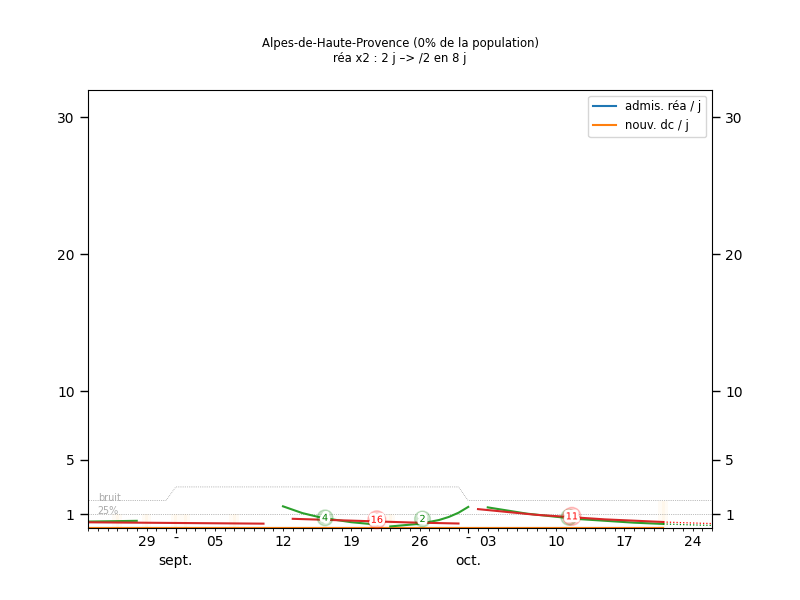 Alpes-de-Haute-Provence (0% de la population)
réa x2 : 2 j –> /2 en 8 j
admis. réa / j
nouv. dc / j
30 30
20 20
10 10
5 5
bruit
25%
1 4 16 2 11 1
29 - 05 12 19 26 - 03 10 17 24
sept. oct.